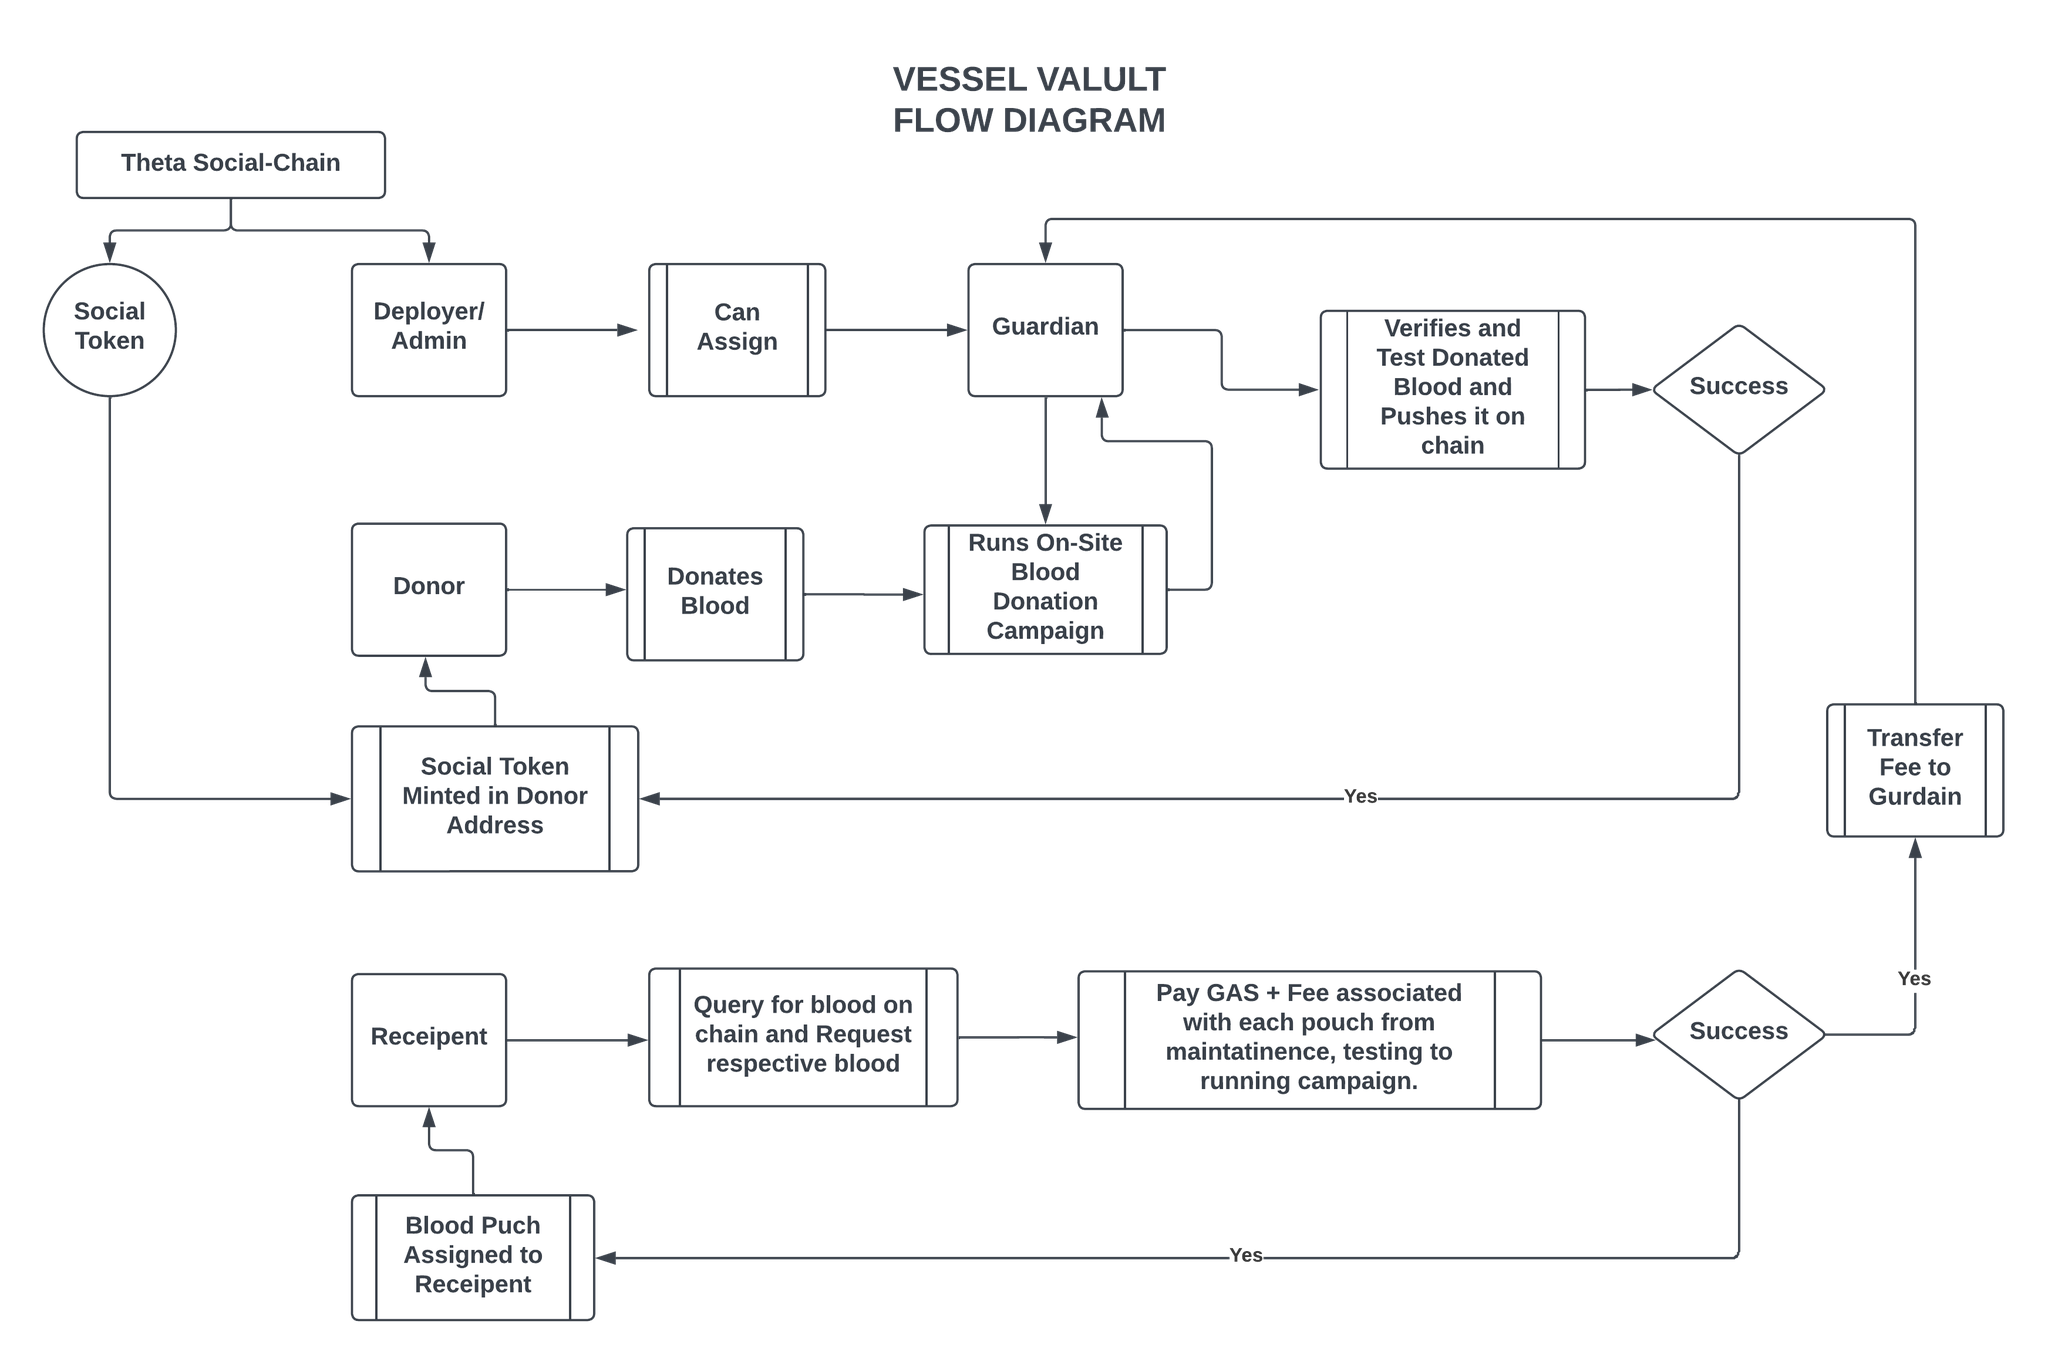 VESSEL VALULT
FLOW DIAGRAM
Theta Social-Chain
Social
Token
Deployer/
Admin
Can
Assign
Guardian
Verifies and
Test Donated
Blood and
Pushes it on
chain
Success
Donor
Donates
Blood
Runs On-Site
Blood
Donation
Campaign
Social Token
Minted in Donor
Address
Yes
Transfer
Fee to
Gurdain
Yes
Receipent
Query for blood on
chain and Request
respective blood
Pay GAS + Fee associated
with each pouch from
maintatinence, testing to
running campaign.
Success
Blood Puch
Assigned to
Receipent
Yes